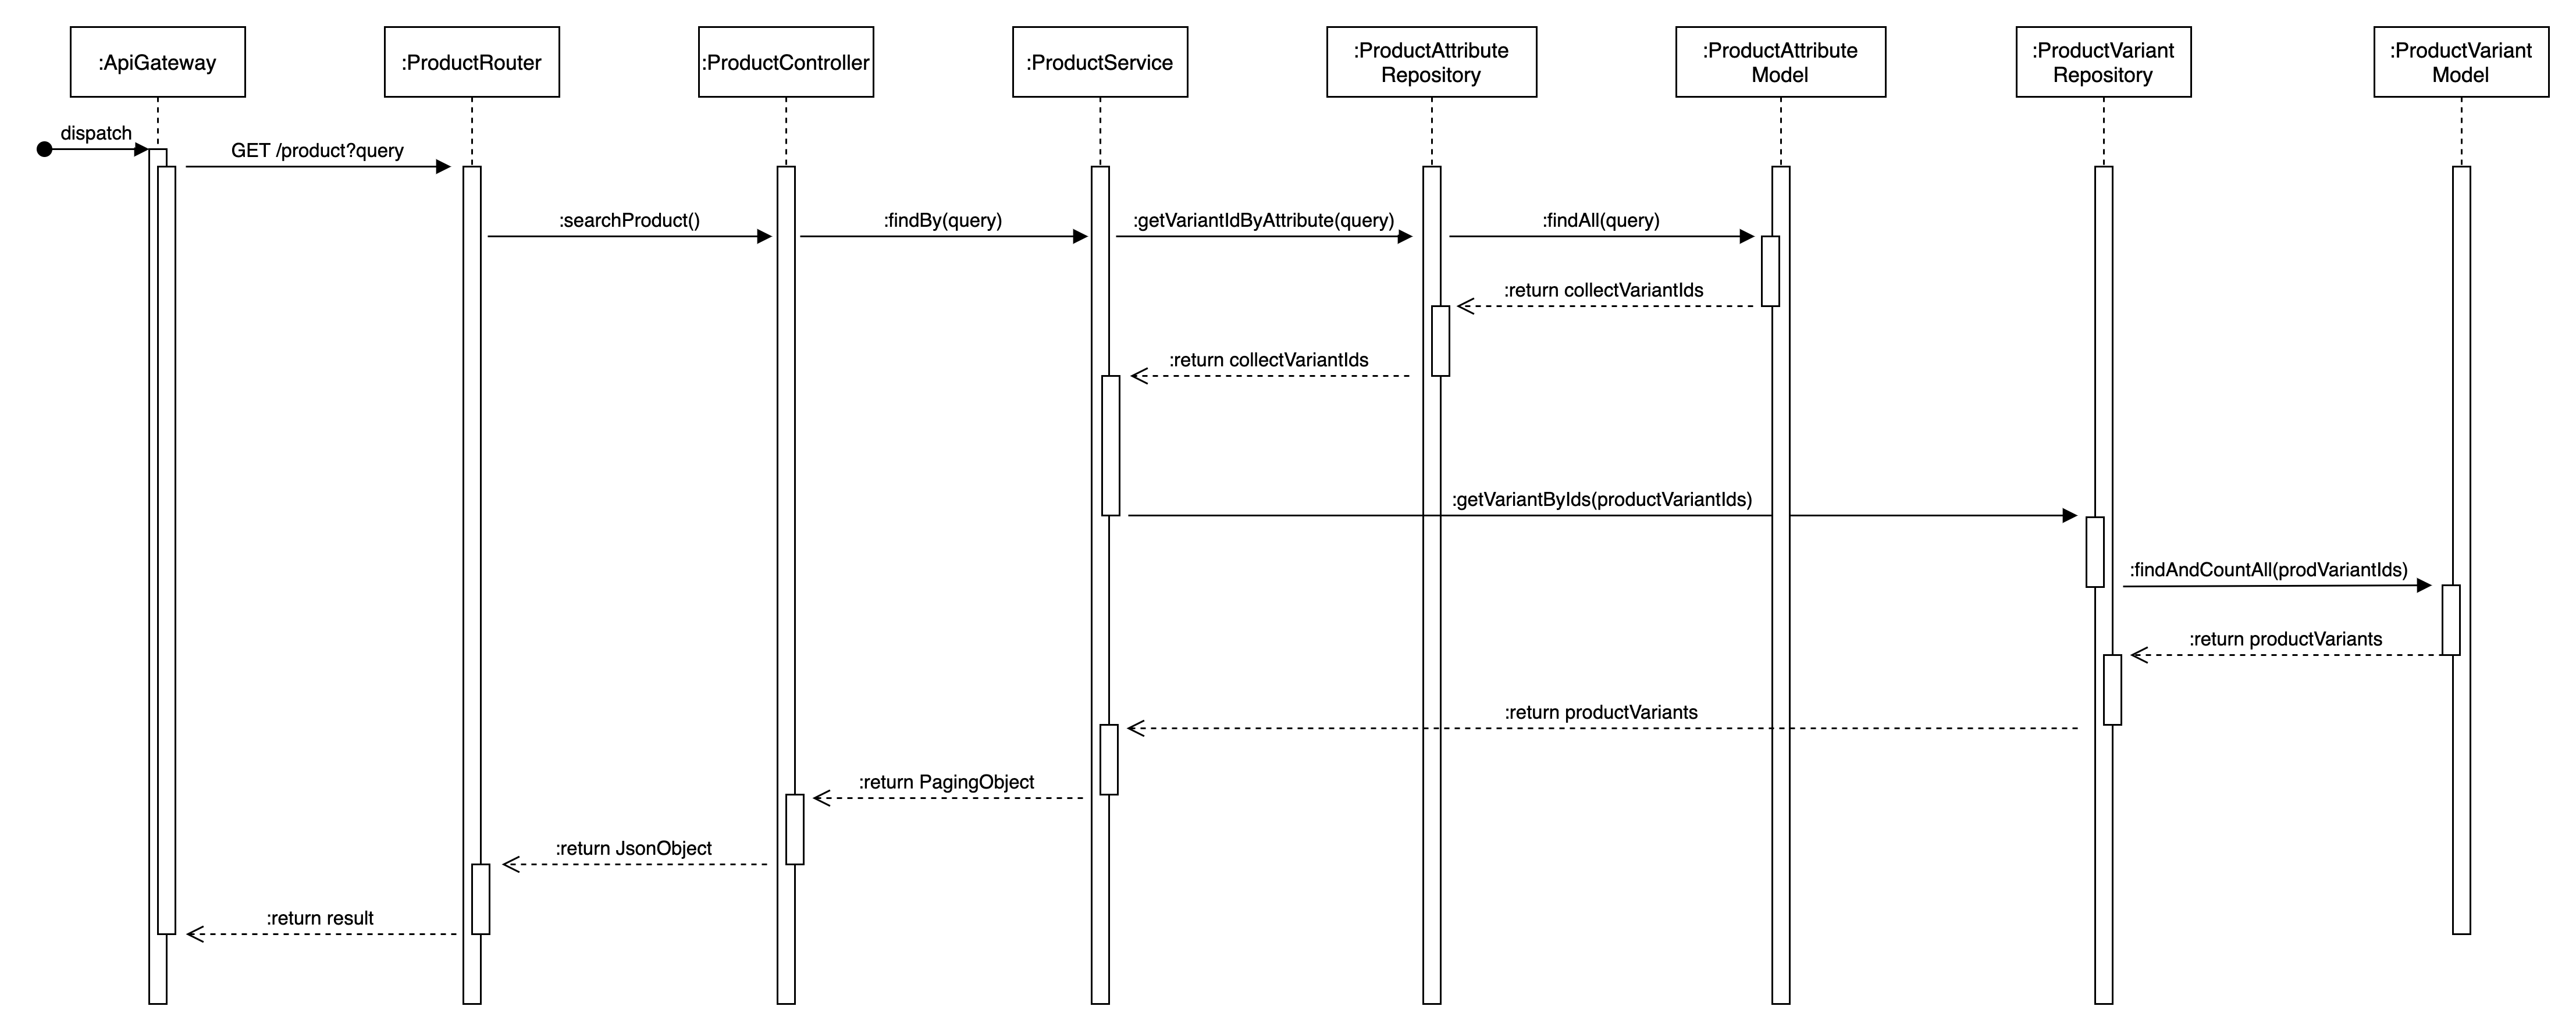 :ApiGateway
:ProductRouter
:ProductController
:ProductService
:ProductAttribute
Repository
:ProductAttribute
Model
:ProductVariant
Repository
:ProductVariant
Model
dispatch
GET /product?query
:searchProduct()
:findBy(query)
:getVariantIdByAttribute(query)
:findAll(query)
:return collectVariantIds
:return collectVariantIds
:getVariantByIds(productVariantIds)
:findAndCountAll(prodVariantIds)
:return productVariants
:return productVariants
:return PagingObject
:return JsonObject
:return result